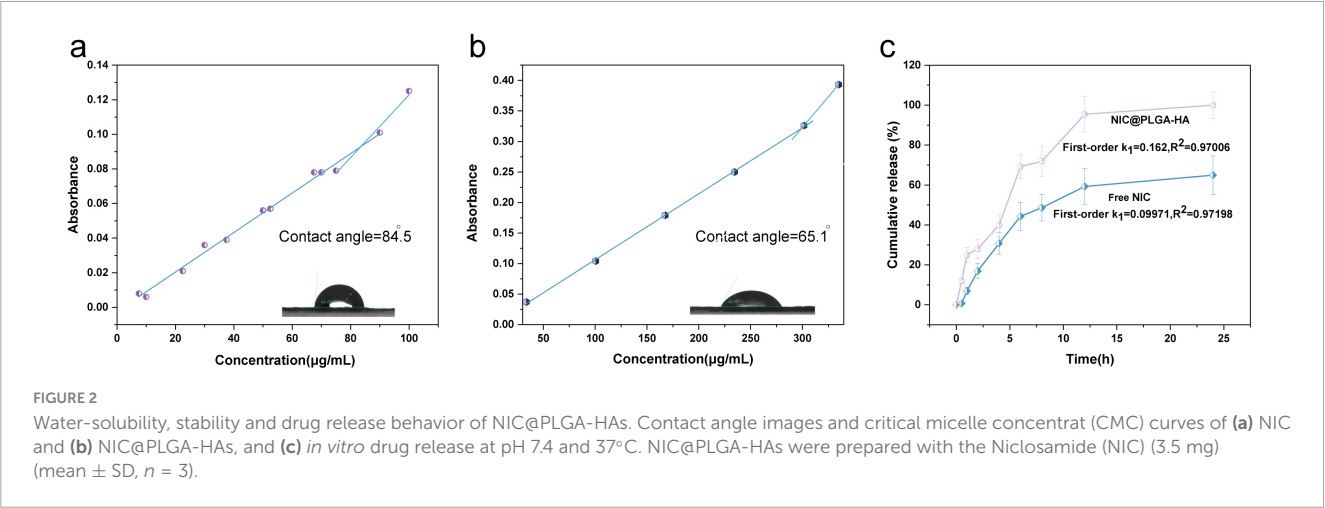 a
0.14
0.12
0.10
0.08
0.06
0.04
0.02
0.00
Absorbance
Contact angle=84.5°
0
20
40
60
80
100
Concentration(μg/mL)
b
0.40
0.35
0.30
0.25
0.20
0.15
0.10
0.05
0.00
Absorbance
Contact angle=65.1°
50
100
150
200
250
300
Concentration(μg/mL)
c
120
100
80
60
40
20
0
Cumulative release (%)
NIC@PLGA-HA
First-order k1=0.162,R2=0.97006
Free NIC
First-order k1=0.09971,R2=0.97198
0
5
10
15
20
25
Time(h)
FIGURE 2
Water-solubility, stability and drug release behavior of NIC@PLGA-HAs. Contact angle images and critical micelle concentrat (CMC) curves of (a) NIC
and (b) NIC@PLGA-HAs, and (c) in vitro drug release at pH 7.4 and 37°C. NIC@PLGA-HAs were prepared with the Niclosamide (NIC) (3.5 mg)
(mean ± SD, n = 3).